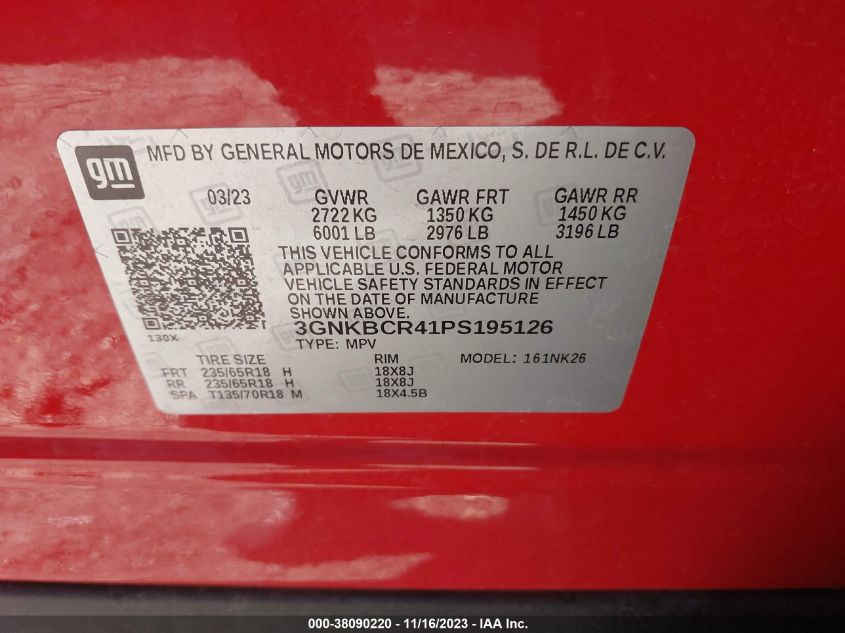 gm
MFD BY GENERAL MOTORS DE MEXICO, S. DE R.L. DE C.V.
03/23 GVWR GAWR FRT GAWR RR
2722 KG 1350 KG 1450 KG
6001 LB 2976 LB 3196 LB
THIS VEHICLE CONFORMS TO ALL
APPLICABLE U.S. FEDERAL MOTOR
VEHICLE SAFETY STANDARDS IN EFFECT
ON THE DATE OF MANUFACTURE
SHOWN ABOVE.
130X 3GNKBCR41PS195126
TYPE: MPV
TIRE SIZE RIM MODEL: 161NK26
FRT 235/65R18 H 18X8J
RR 235/65R18 H 18X8J
SPA T135/70R18 M 18X4.5B
000-38090220 - 11/16/2023 - IAA Inc.